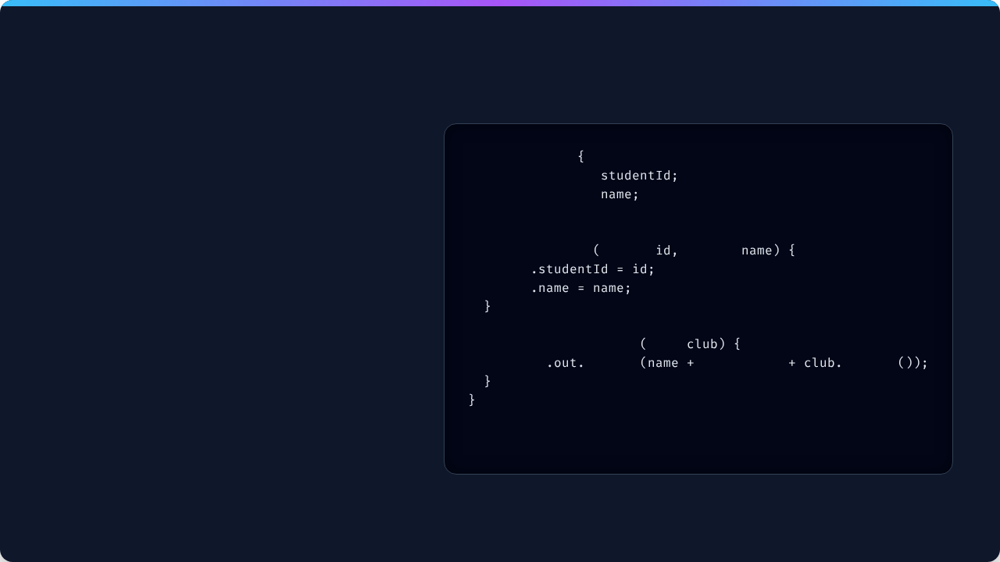 {
studentId;
name;
( id, name) {
.studentId = id;
.name = name;
}
( club) {
.out. (name + + club. ());
}
}